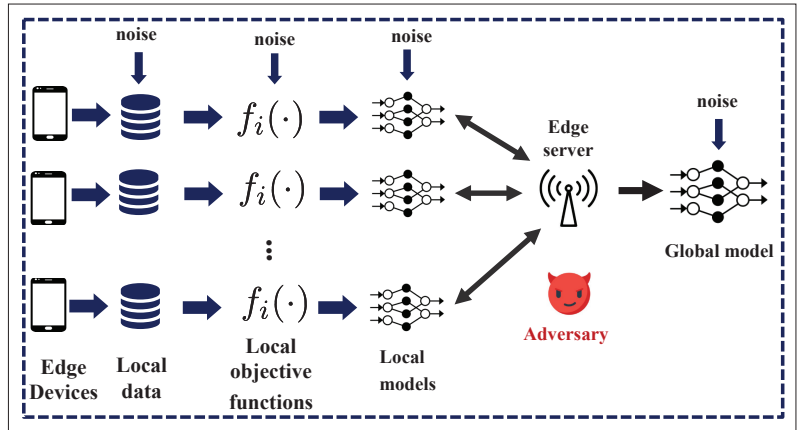 noise
noise
noise
noise
f_i(·)
f_i(·)
f_i(·)
Edge
server
Global model
Adversary
Edge
Devices
Local
data
Local
objective
functions
Local
models